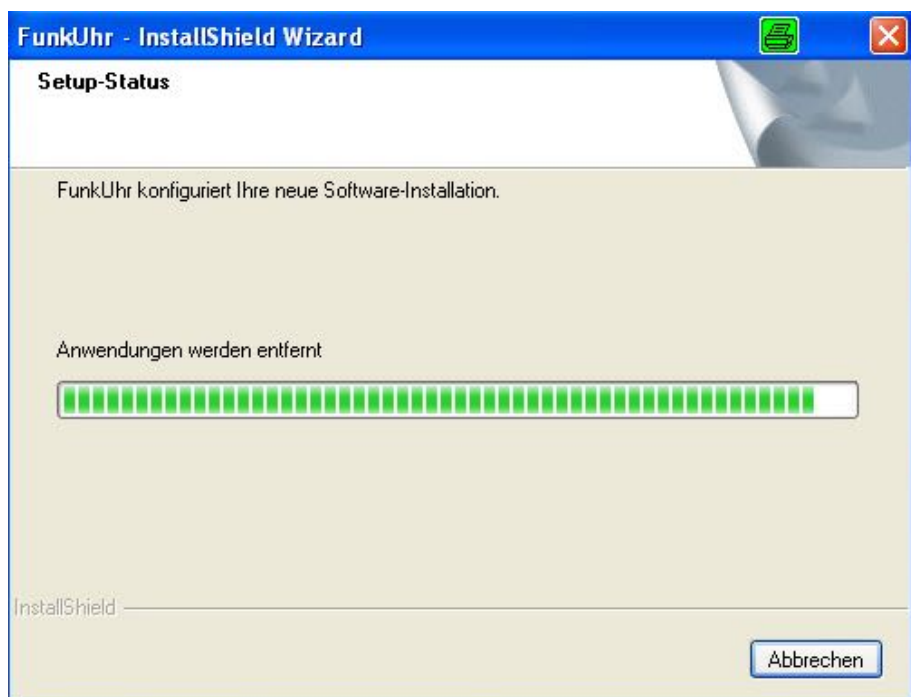 FunkUhr - InstallShield Wizard
Setup-Status
FunkUhr konfiguriert Ihre neue Software-Installation.
Anwendungen werden entfernt
InstallShield
Abbrechen